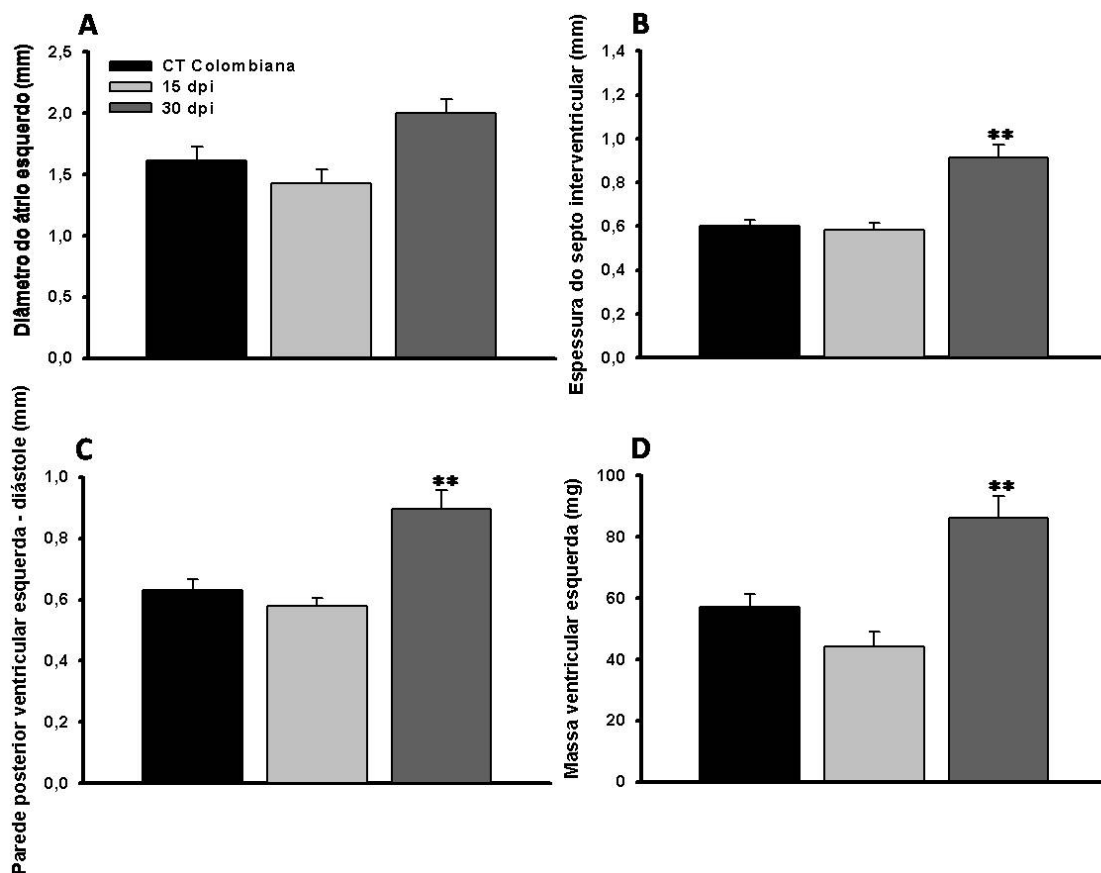 A
Diâmetro do átrio esquerdo (mm)
2,5
2,0
1,5
1,0
0,5
0,0
CT Colombiana
15 dpi
30 dpi
B
Espessura do septo interventricular (mm)
1,4
1,2
1,0
0,8
0,6
0,4
0,2
0,0
**
C
Parede posterior ventricular esquerda - diástole (mm)
1,0
0,8
0,6
0,4
0,2
0,0
**
D
Massa ventricular esquerda (mg)
100
80
60
40
20
0
**